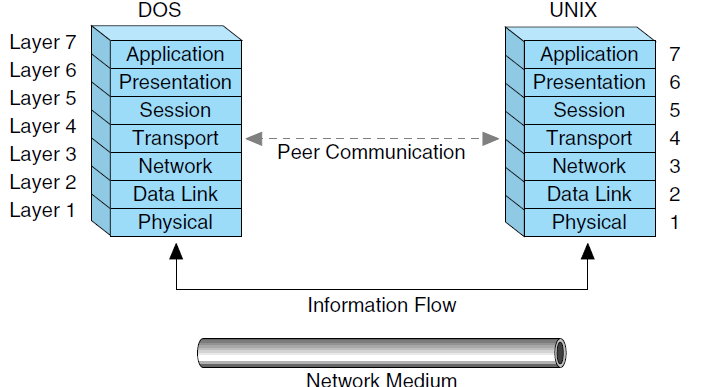 DOS
UNIX
Layer 7
Application
7
Layer 6
Presentation
6
Layer 5
Session
5
Layer 4
Transport
4
Peer Communication
Layer 3
Network
3
Layer 2
Data Link
2
Layer 1
Physical
1
Application
Presentation
Session
Transport
Network
Data Link
Physical
Information Flow
Network Medium